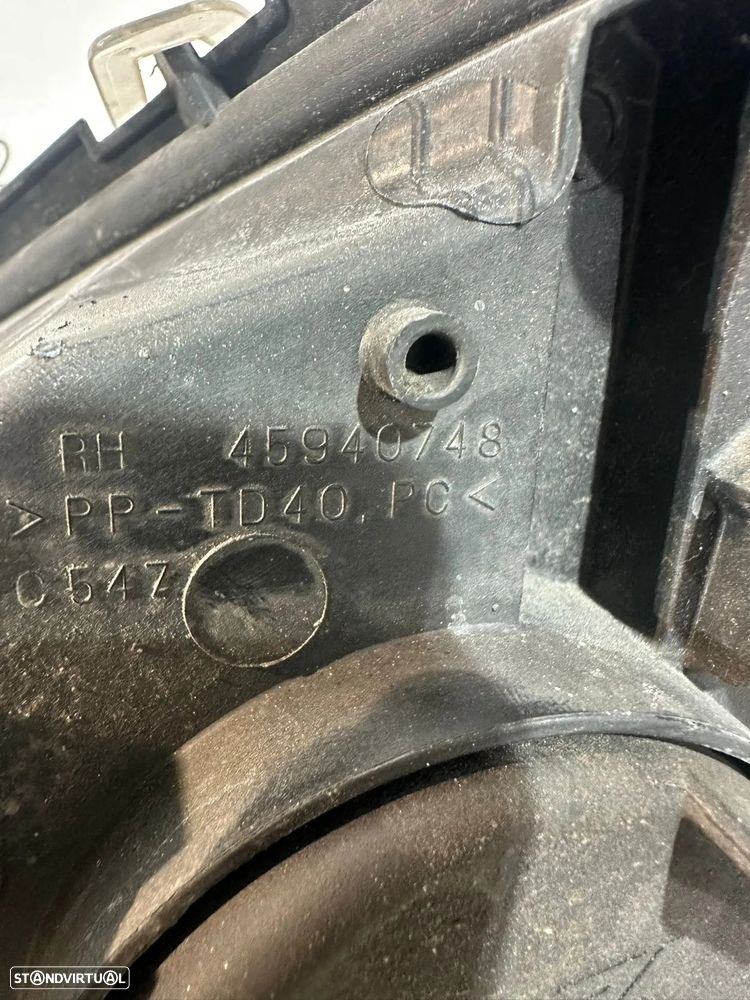 RH 45940748
>PP-TD40,PC<
C547
STANDVIRTUAL